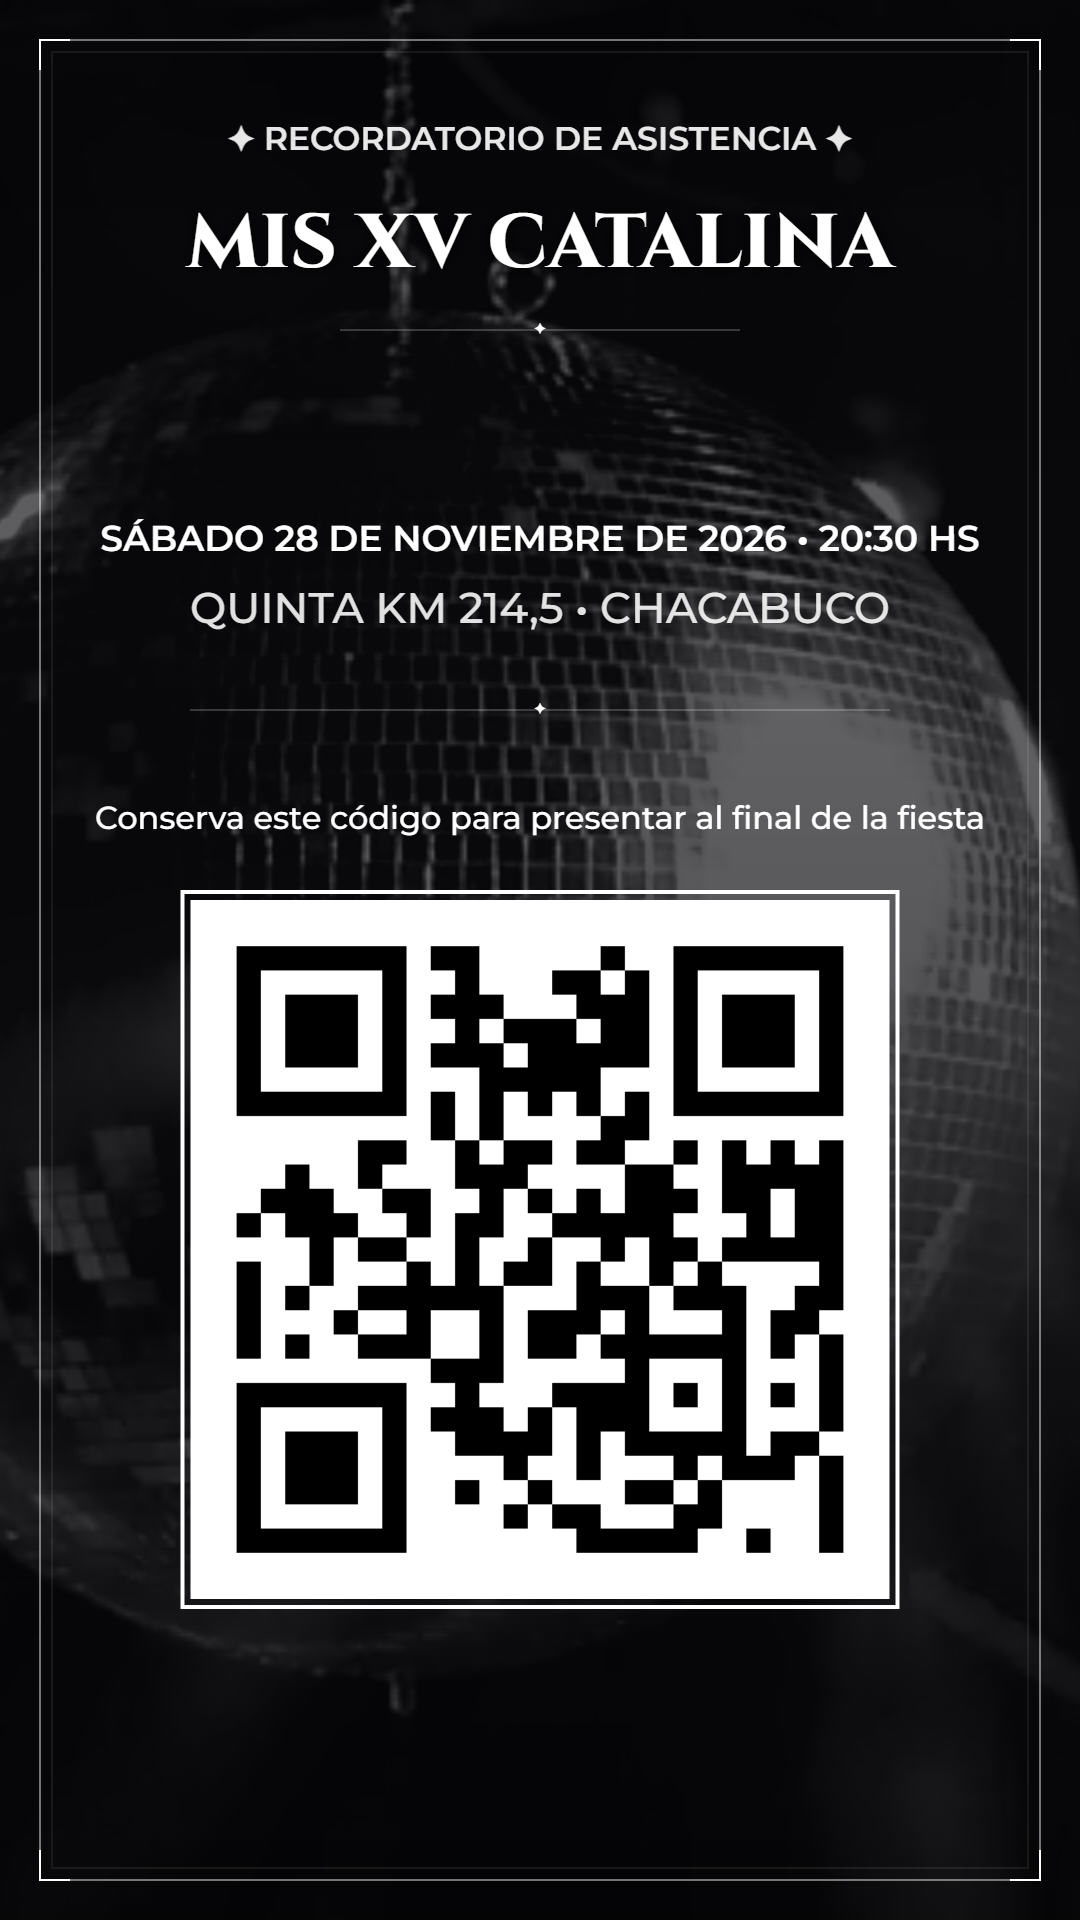 ✦ RECORDATORIO DE ASISTENCIA ✦
MIS XV CATALINA
SÁBADO 28 DE NOVIEMBRE DE 2026 • 20:30 HS
QUINTA KM 214,5 • CHACABUCO
Conserva este código para presentar al final de la fiesta